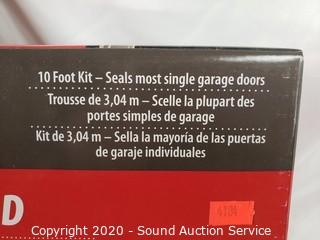 10 Foot Kit – Seals most single garage doors
Trousse de 3,04 m – Scelle la plupart des
portes simples de garage
Kit de 3,04 m – Sella la mayoría de las puertas
de garaje individuales
D
4104
Copyright 2020 - Sound Auction Service